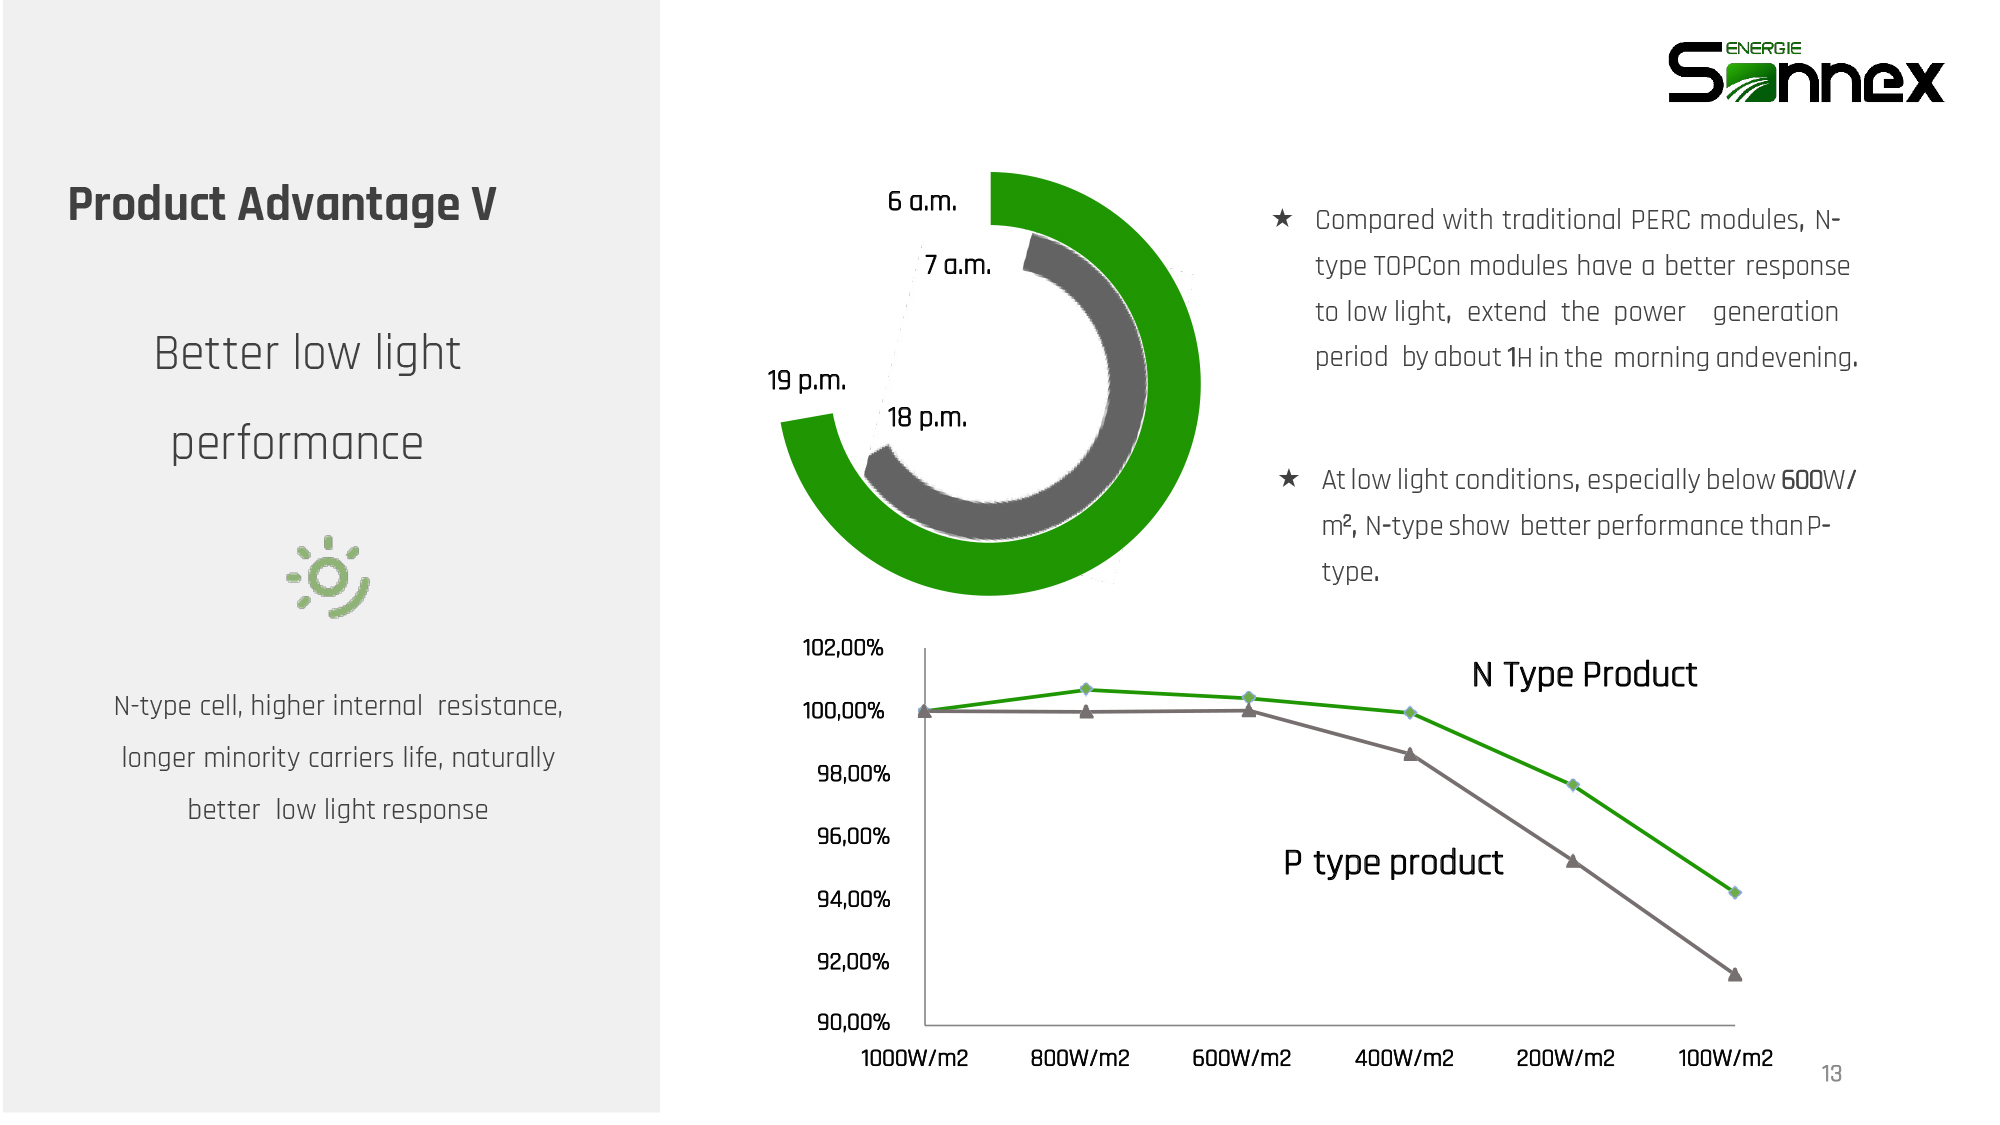 ENERGIE
Sonnex
Product Advantage V
Better low light
performance
N-type cell, higher internal resistance,
longer minority carriers life, naturally
better low light response
6 a.m.
7 a.m.
19 p.m.
18 p.m.
★ Compared with traditional PERC modules, N-
type TOPCon modules have a better response
to low light, extend the power generation
period by about 1H in the morning andevening.
★ At low light conditions, especially below 600W/
m², N-type show better performance than P-
type.
102,00%
100,00%
98,00%
96,00%
94,00%
92,00%
90,00%
N Type Product
P type product
1000W/m2 800W/m2 600W/m2 400W/m2 200W/m2 100W/m2
13